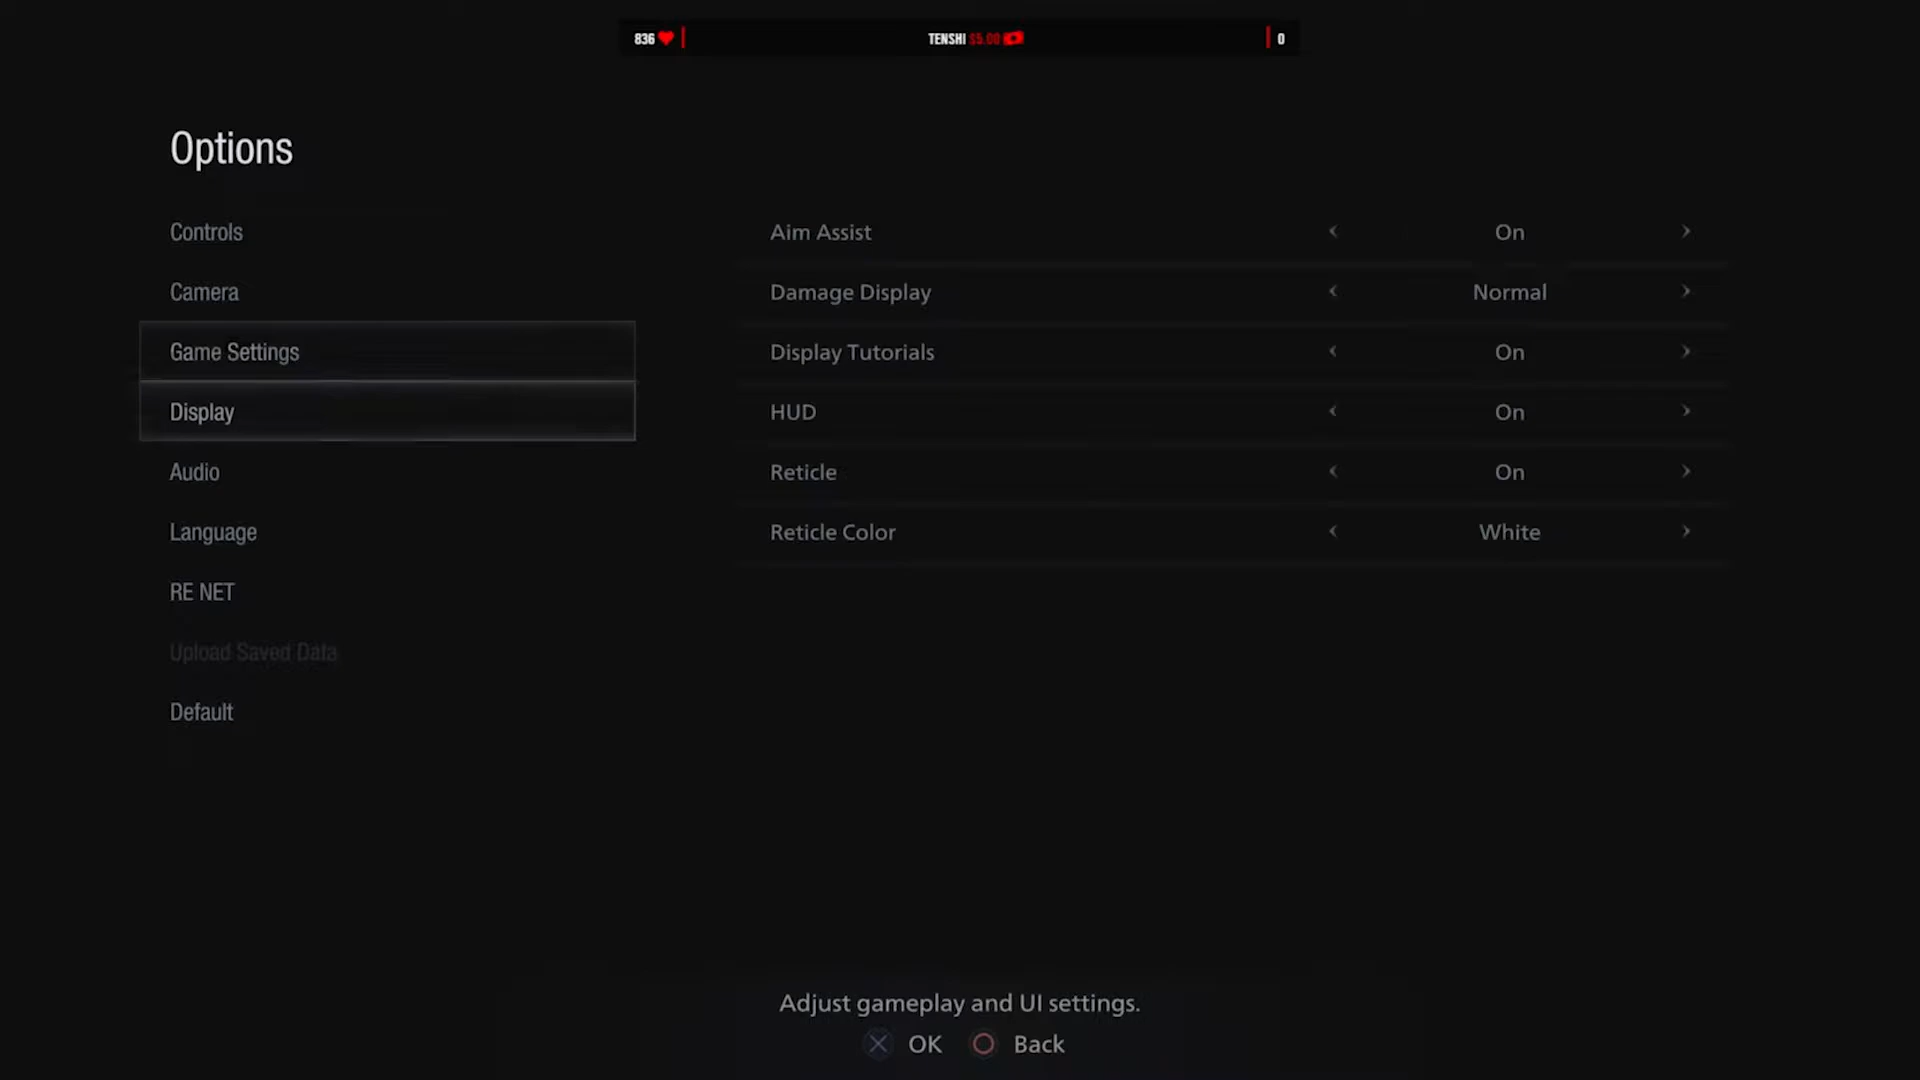 836
TENSHI $5.00
0
Options
Controls
Camera
Game Settings
Display
Audio
Language
RE NET
Upload Saved Data
Default
Aim Assist On
Damage Display Normal
Display Tutorials On
HUD On
Reticle On
Reticle Color White
Adjust gameplay and UI settings.
OK Back